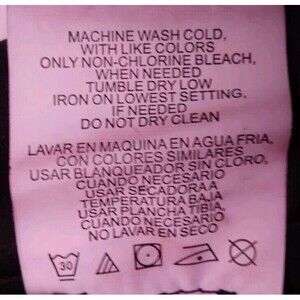 MACHINE WASH COLD,
WITH LIKE COLORS
ONLY NON-CHLORINE BLEACH,
WHEN NEEDED
TUMBLE DRY LOW
IRON ON LOWEST SETTING,
IF NEEDED
DO NOT DRY CLEAN
LAVAR EN MAQUINA EN AGUA FRIA,
CON COLORES SIMILARES
USAR BLANQUEADOR SIN CLORO,
CUANDO NECESARIO
USAR SECADORA A
TEMPERATURA BAJA
USAR PLANCHA TIBIA,
CUANDO NECESARIO
NO LAVAR EN SECO
30